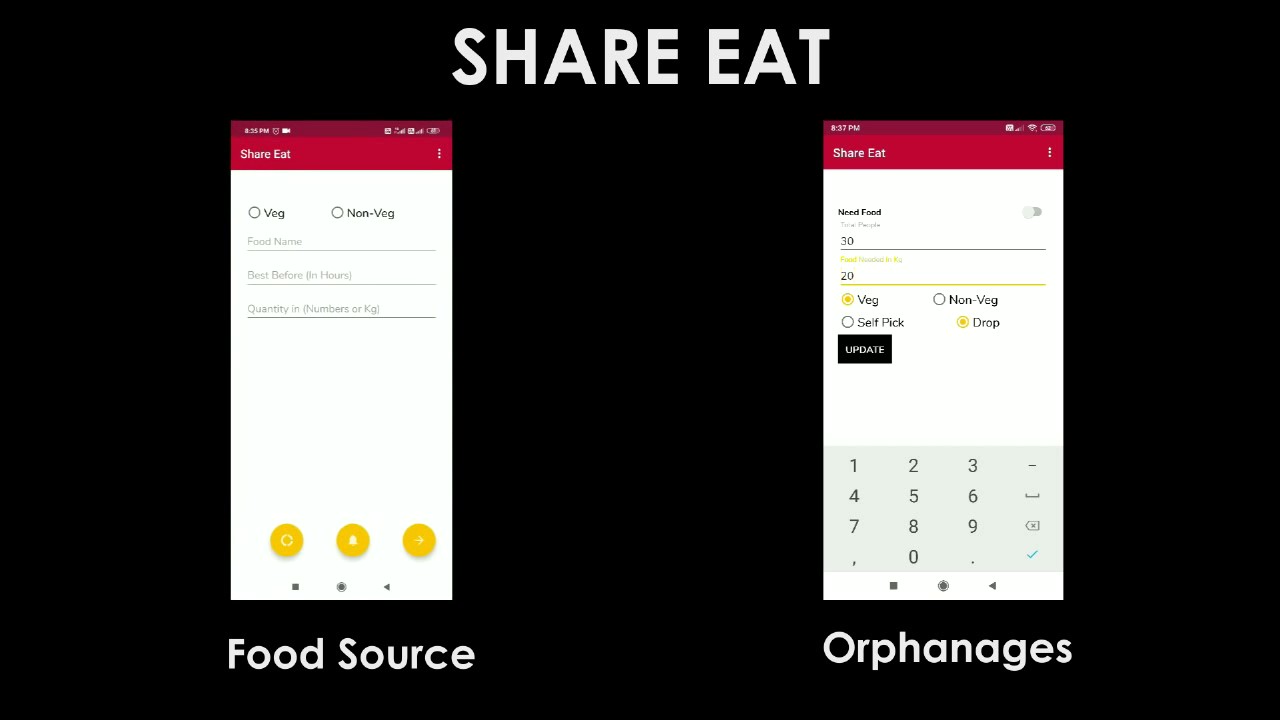 SHARE EAT
8:35 PM
Share Eat
Veg
Non-Veg
Food Name
Best Before (In Hours)
Quantity in (Numbers or Kg)
Food Source
8:37 PM
Share Eat
Need Food
Total People
30
Food Needed In Kg
20
Veg
Non-Veg
Self Pick
Drop
UPDATE
1 2 3 –
4 5 6
7 8 9
, 0 .
Orphanages